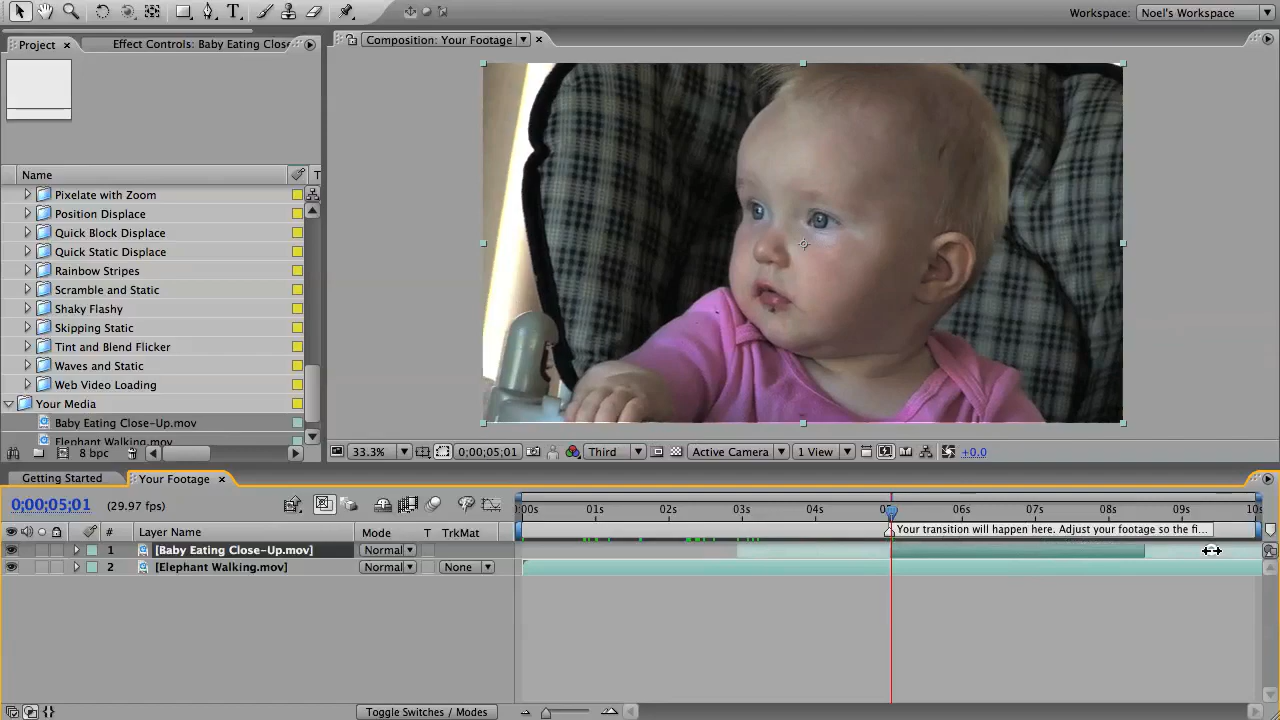 Workspace: Noel's Workspace
Project Effect Controls: Baby Eating Close
Composition: Your Footage
Name T
Pixelate with Zoom
Position Displace
Quick Block Displace
Quick Static Displace
Rainbow Stripes
Scramble and Static
Shaky Flashy
Skipping Static
Tint and Blend Flicker
Waves and Static
Web Video Loading
Your Media
Baby Eating Close-Up.mov
Elephant Walking.mov
8 bpc
33.3% 0;00;05;01 Third Active Camera 1 View +0.0
Getting Started Your Footage
0;00;05;01 (29.97 fps)
:00s 01s 02s 03s 04s 06s 07s 08s 09s 10s
# Layer Name Mode T TrkMat
Your transition will happen here. Adjust your footage so the fi...
1 [Baby Eating Close-Up.mov] Normal
2 [Elephant Walking.mov] Normal None
Toggle Switches / Modes